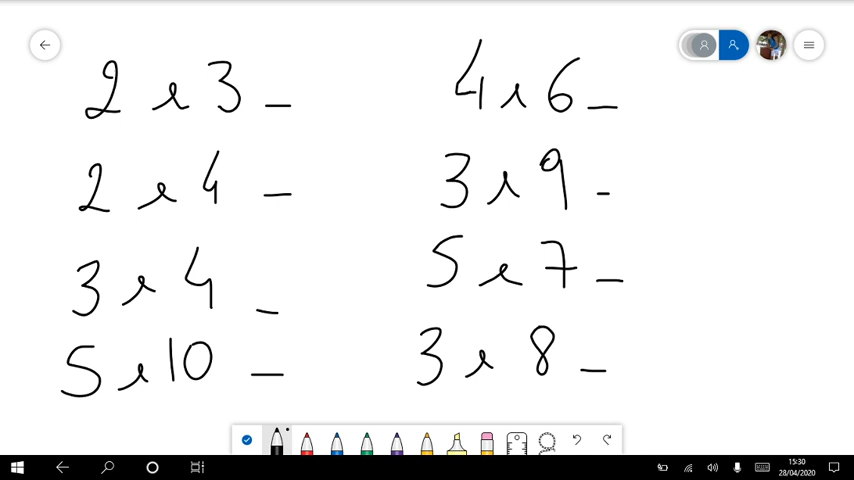 2 и 3 –
4 и 6 –
2 и 4 –
3 и 9 –
3 и 4 –
5 и 7 –
5 и 10 –
3 и 8 –
15:30
28/04/2020